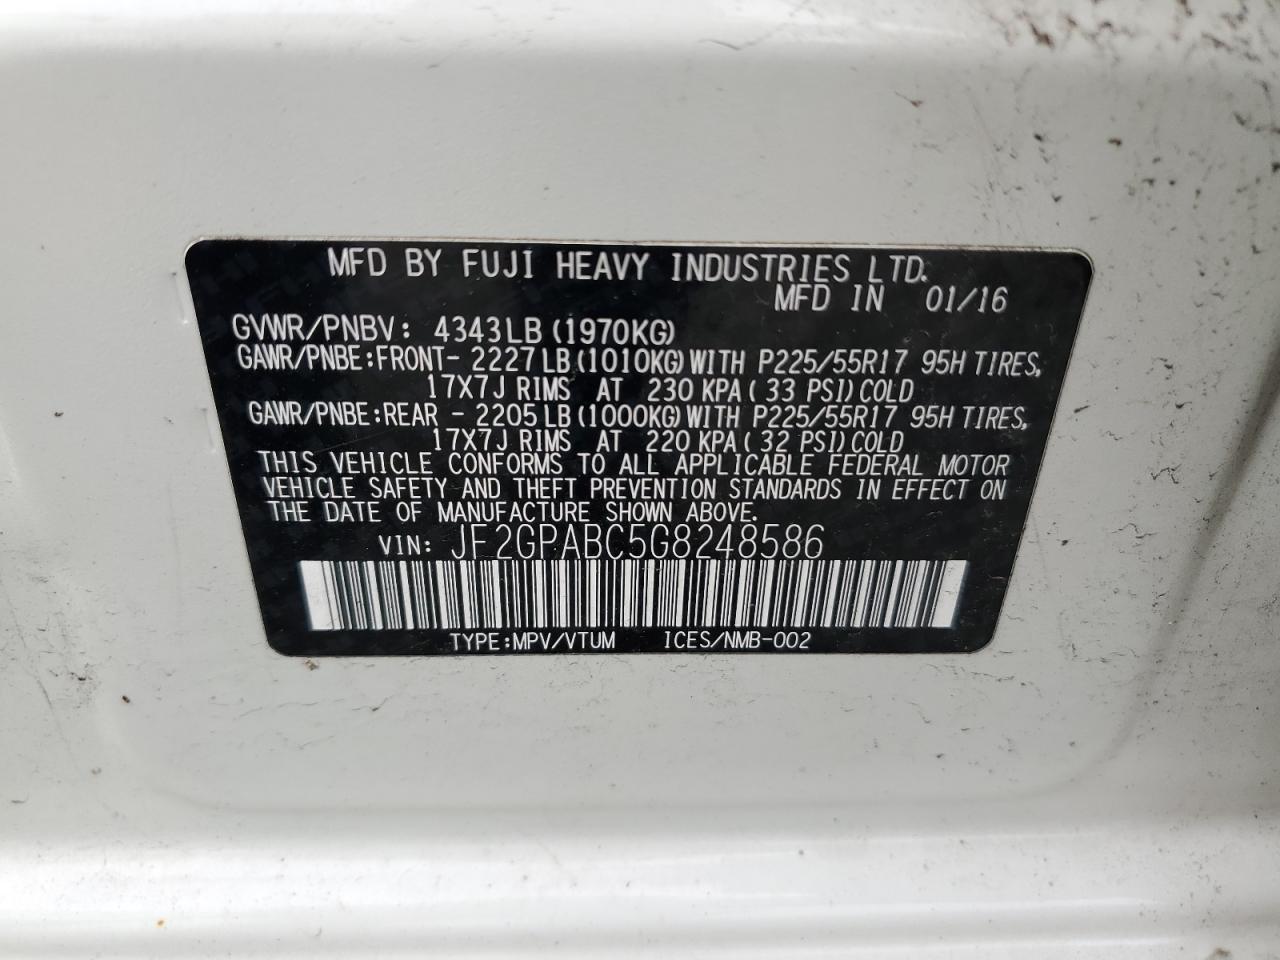 MFD BY FUJI HEAVY INDUSTRIES LTD.
MFD IN 01/16
GVWR/PNBV: 4343LB (1970KG)
GAWR/PNBE:FRONT- 2227LB (1010KG) WITH P225/55R17 95H TIRES,
17X7J RIMS AT 230 KPA ( 33 PSI) COLD
GAWR/PNBE:REAR - 2205LB (1000KG) WITH P225/55R17 95H TIRES,
17X7J RIMS AT 220 KPA ( 32 PSI) COLD
THIS VEHICLE CONFORMS TO ALL APPLICABLE FEDERAL MOTOR
VEHICLE SAFETY AND THEFT PREVENTION STANDARDS IN EFFECT ON
THE DATE OF MANUFACTURE SHOWN ABOVE.
VIN: JF2GPABC5G8248586
TYPE:MPV/VTUM ICES/NMB-002